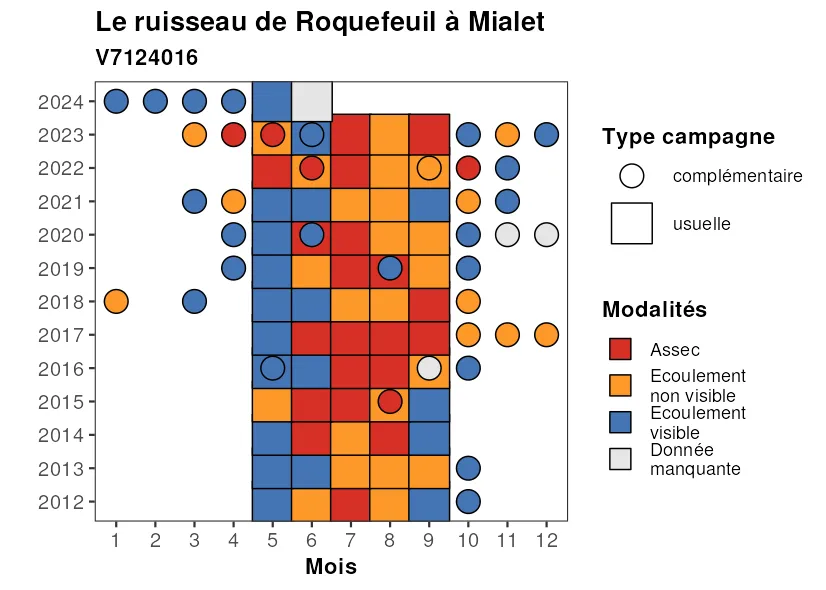 Le ruisseau de Roquefeuil à Mialet
V7124016
2024
2023
2022
2021
2020
2019
2018
2017
2016
2015
2014
2013
2012
1 2 3 4 5 6 7 8 9 10 11 12
Mois
Type campagne
complémentaire
usuelle
Modalités
Assec
Ecoulement
non visible
Ecoulement
visible
Donnée
manquante